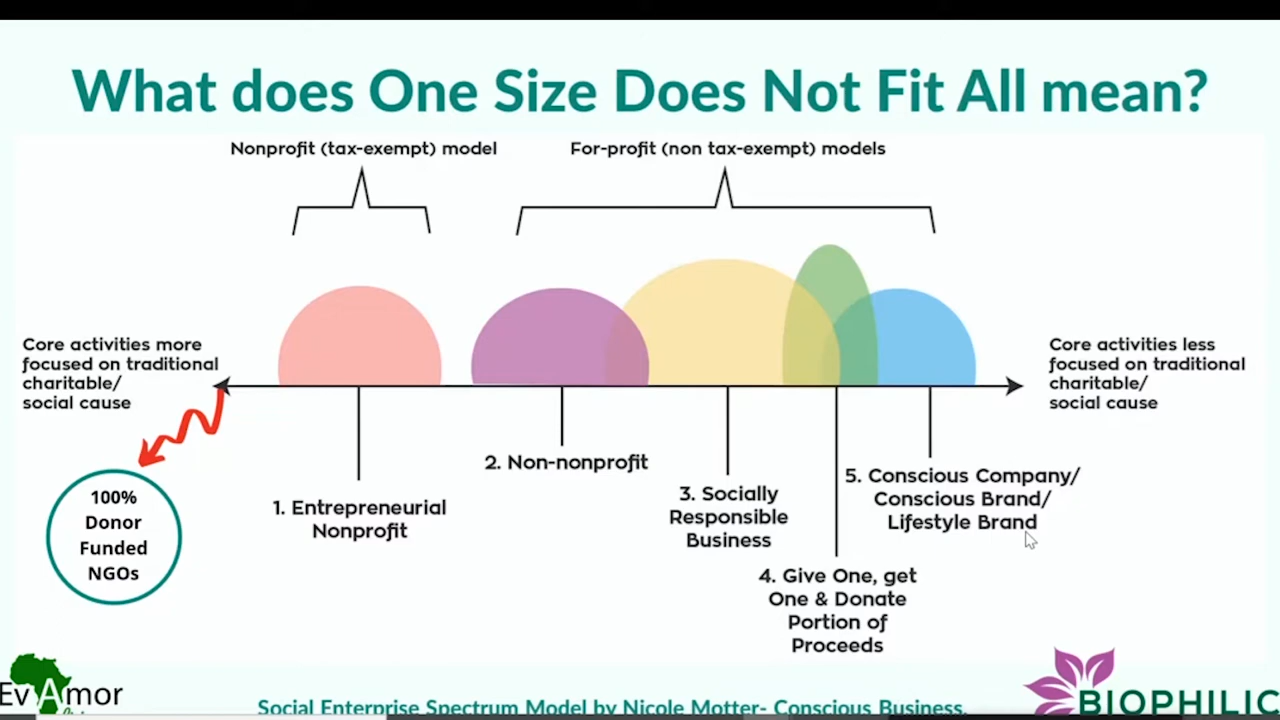 What does One Size Does Not Fit All mean?
Nonprofit (tax-exempt) model
For-profit (non tax-exempt) models
Core activities more
focused on traditional
charitable/
social cause
Core activities less
focused on traditional
charitable/
social cause
100%
Donor
Funded
NGOs
1. Entrepreneurial
Nonprofit
2. Non-nonprofit
3. Socially
Responsible
Business
4. Give One, get
One & Donate
Portion of
Proceeds
5. Conscious Company/
Conscious Brand/
Lifestyle Brand
Ev Amor
Social Enterprise Spectrum Model by Nicole Motter- Conscious Business.
BIOPHILIC